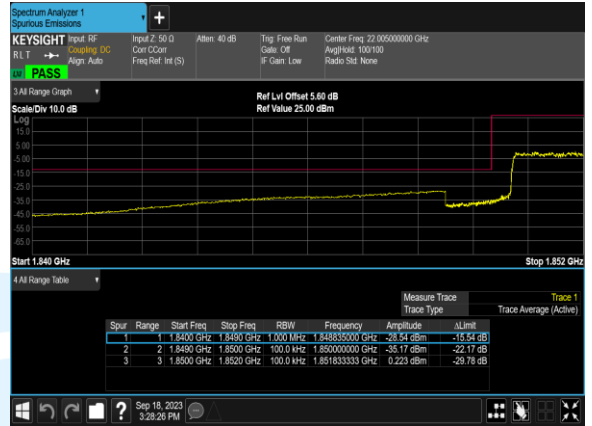 Spectrum Analyzer 1
Spurious Emissions
+
KEYSIGHT Input: RF Input Z: 50 Ω Atten: 40 dB Trig: Free Run Center Freq: 22.005000000 GHz
RLT Coupling: DC Corr CCorr Gate: Off Avg|Hold: 100/100
Align: Auto Freq Ref: Int (S) IF Gain: Low Radio Std: None
LW PASS
3 All Range Graph Ref Lvl Offset 5.60 dB
Scale/Div 10.0 dB Ref Value 25.00 dBm
Log
15.0
5.00
-5.00
-15.0
-25.0
-35.0
-45.0
-55.0
-65.0
Start 1.840 GHz Stop 1.852 GHz
4 All Range Table
Measure Trace Trace 1
Trace Type Trace Average (Active)
Spur Range Start Freq Stop Freq RBW Frequency Amplitude ΔLimit
1 1 1.8400 GHz 1.8490 GHz 1.000 MHz 1.848835000 GHz -28.54 dBm -15.54 dB
2 2 1.8490 GHz 1.8500 GHz 100.0 kHz 1.850000000 GHz -35.17 dBm -22.17 dB
3 3 1.8500 GHz 1.8520 GHz 100.0 kHz 1.851833333 GHz 0.223 dBm -29.78 dB
? Sep 18, 2023
3:28:26 PM